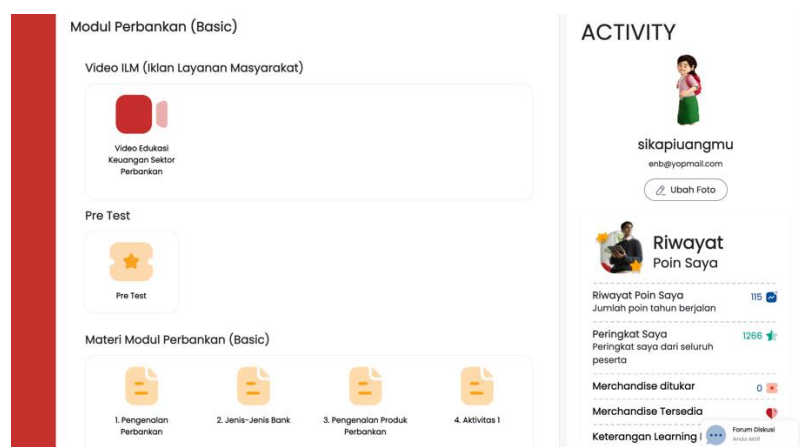 Modul Perbankan (Basic)
Video ILM (Iklan Layanan Masyarakat)
Video Edukasi
Keuangan Sektor
Perbankan
Pre Test
Pre Test
Materi Modul Perbankan (Basic)
1. Pengenalan
Perbankan
2. Jenis-Jenis Bank
3. Pengenalan Produk
Perbankan
4. Aktivitas 1
ACTIVITY
sikapiuangmu
enb@yopmail.com
Ubah Foto
Riwayat
Poin Saya
Riwayat Poin Saya
115
Jumlah poin tahun berjalan
Peringkat Saya
1266
Peringkat saya dari seluruh
peserta
Merchandise ditukar
0
Merchandise Tersedia
Keterangan Learning
Forum Diskusi
Anda Aktif